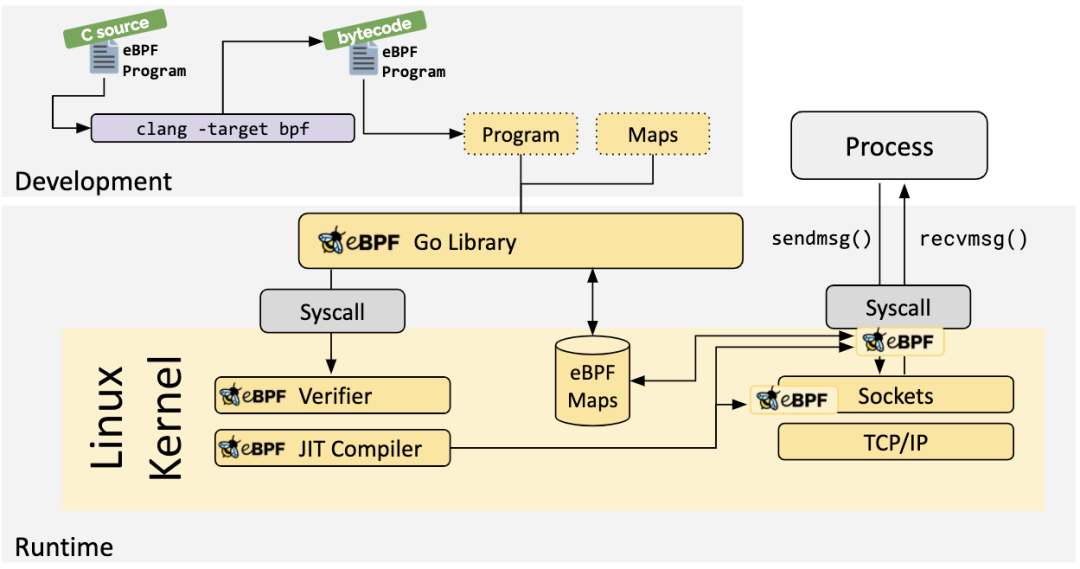 C source
eBPF
Program
bytecode
eBPF
Program
clang -target bpf
Program
Maps
Development
Process
sendmsg()
recvmsg()
eBPF Go Library
Syscall
Syscall
eBPF
Linux
Kernel
eBPF Verifier
eBPF
Maps
eBPF Sockets
eBPF JIT Compiler
TCP/IP
Runtime